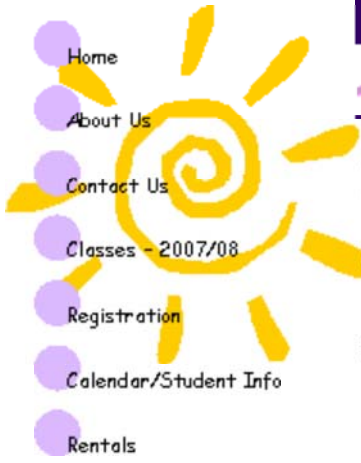 Home
About Us
Contact Us
Classes - 2007/08
Registration
Calendar/Student Info
Rentals